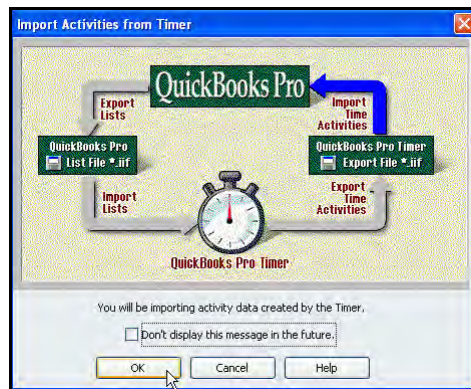 Import Activities from Timer
QuickBooks Pro
Export
Lists
Import
Time
Activities
QuickBooks Pro
List File *.iif
QuickBooks Pro Timer
Export File *.iif
Import
Lists
Export
Time
Activities
QuickBooks Pro Timer
You will be importing activity data created by the Timer.
Don't display this message in the future.
OK
Cancel
Help